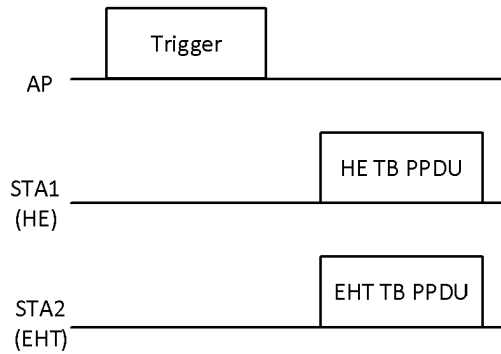 Trigger
AP
HE TB PPDU
STA1
(HE)
EHT TB PPDU
STA2
(EHT)